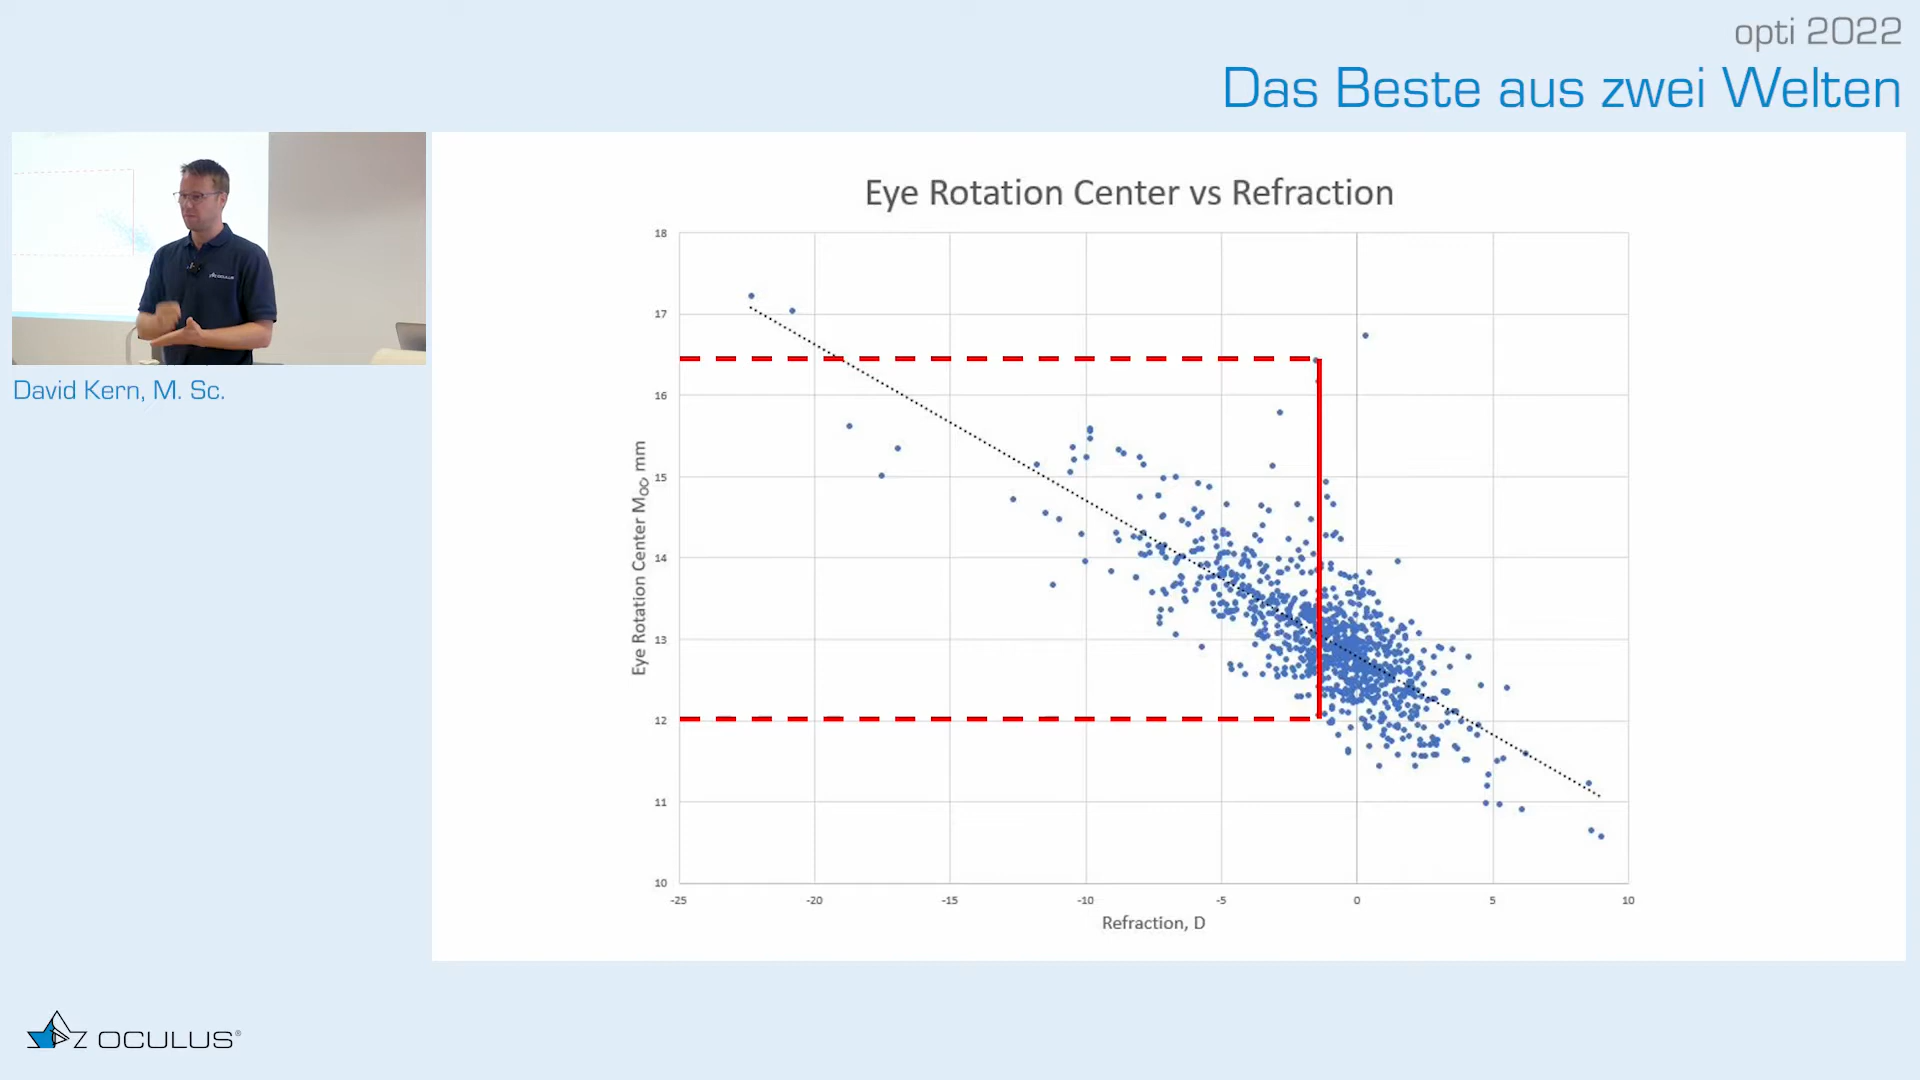 opti 2022
Das Beste aus zwei Welten
David Kern, M. Sc.
Eye Rotation Center vs Refraction
Eye Rotation Center M∞, mm
18
17
16
15
14
13
12
11
10
-25 -20 -15 -10 -5 0 5 10
Refraction, D
OCULUS®